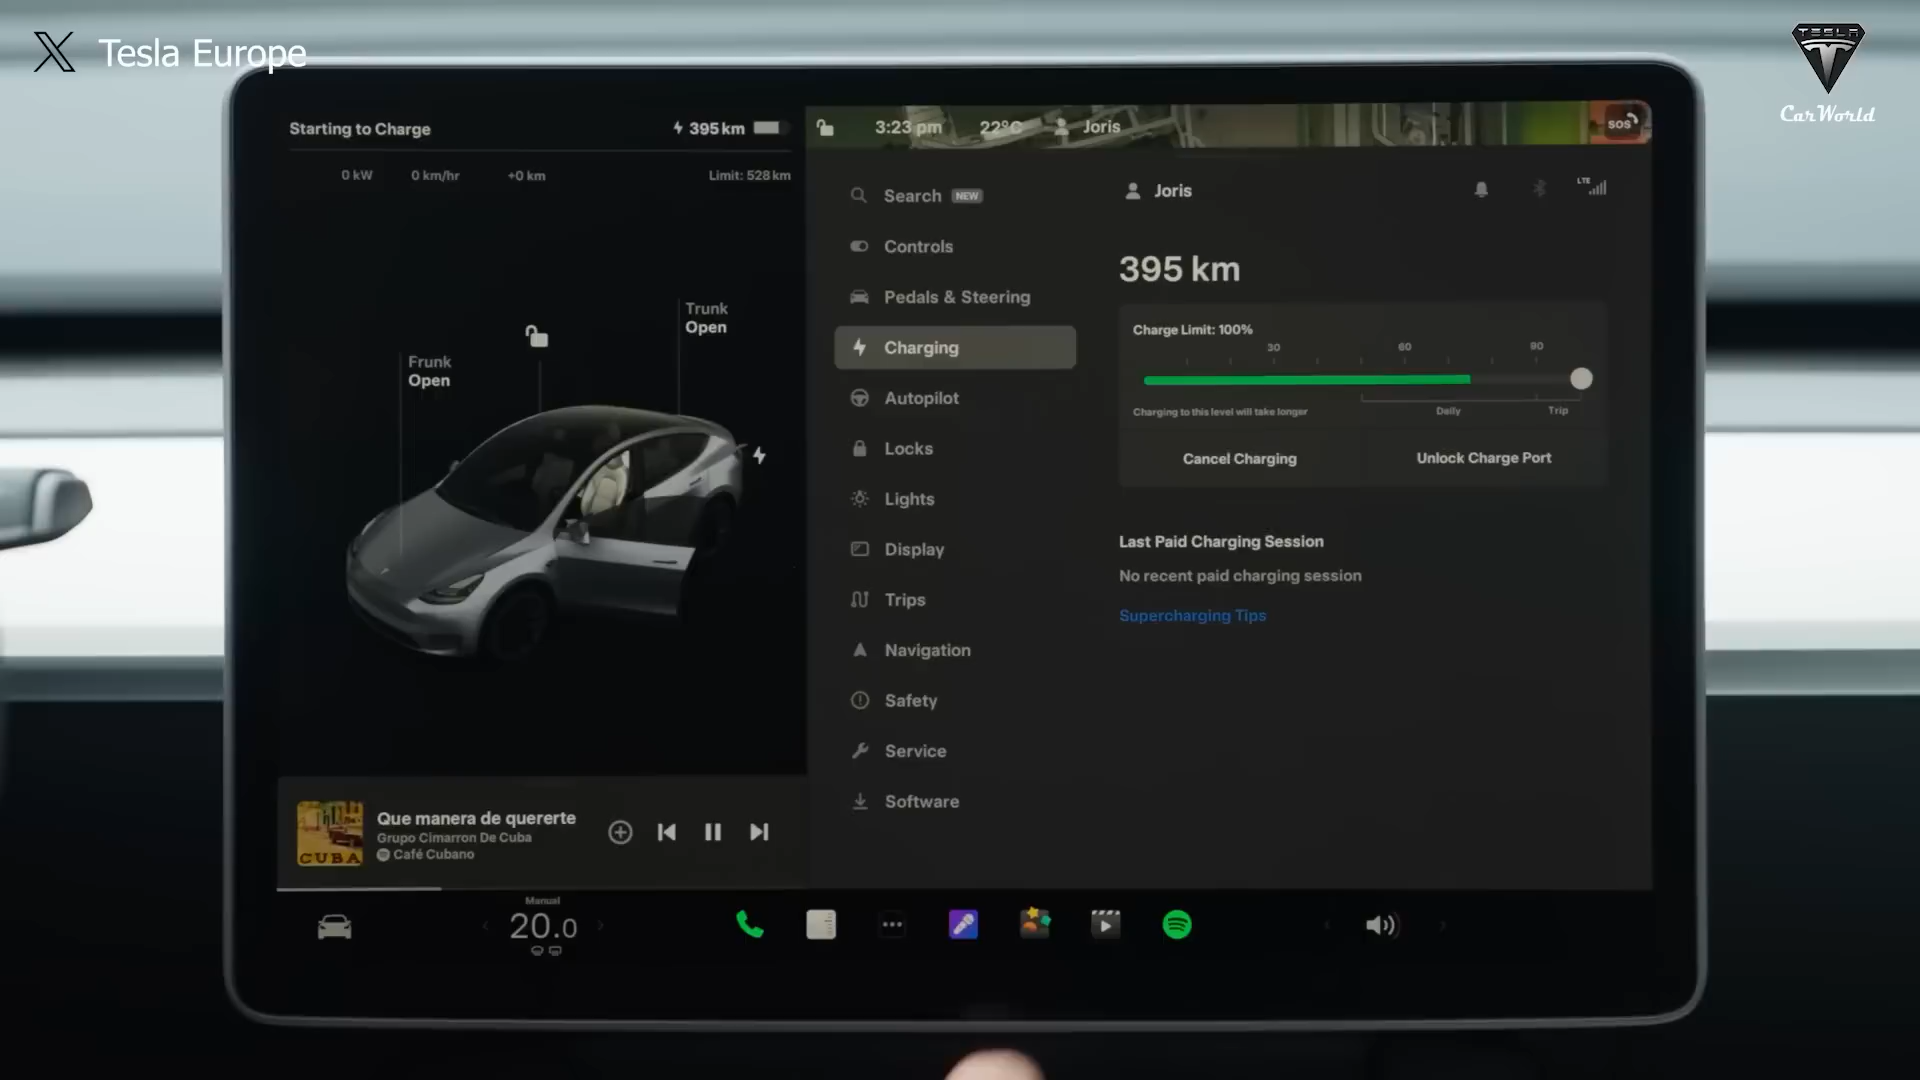 Tesla Europe
TESLA
CarWorld
Starting to Charge
395 km
0 kW
0 km/hr
+0 km
Limit: 528 km
Frunk
Open
Trunk
Open
Que manera de quererte
Grupo Cimarron De Cuba
Café Cubano
CUBA
3:23 pm
22°C
Joris
SOS
Search NEW
Controls
Pedals & Steering
Charging
Autopilot
Locks
Lights
Display
Trips
Navigation
Safety
Service
Software
Joris
LTE
395 km
Charge Limit: 100%
30
60
90
Charging to this level will take longer
Daily
Trip
Cancel Charging
Unlock Charge Port
Last Paid Charging Session
No recent paid charging session
Supercharging Tips
Manual
20.0